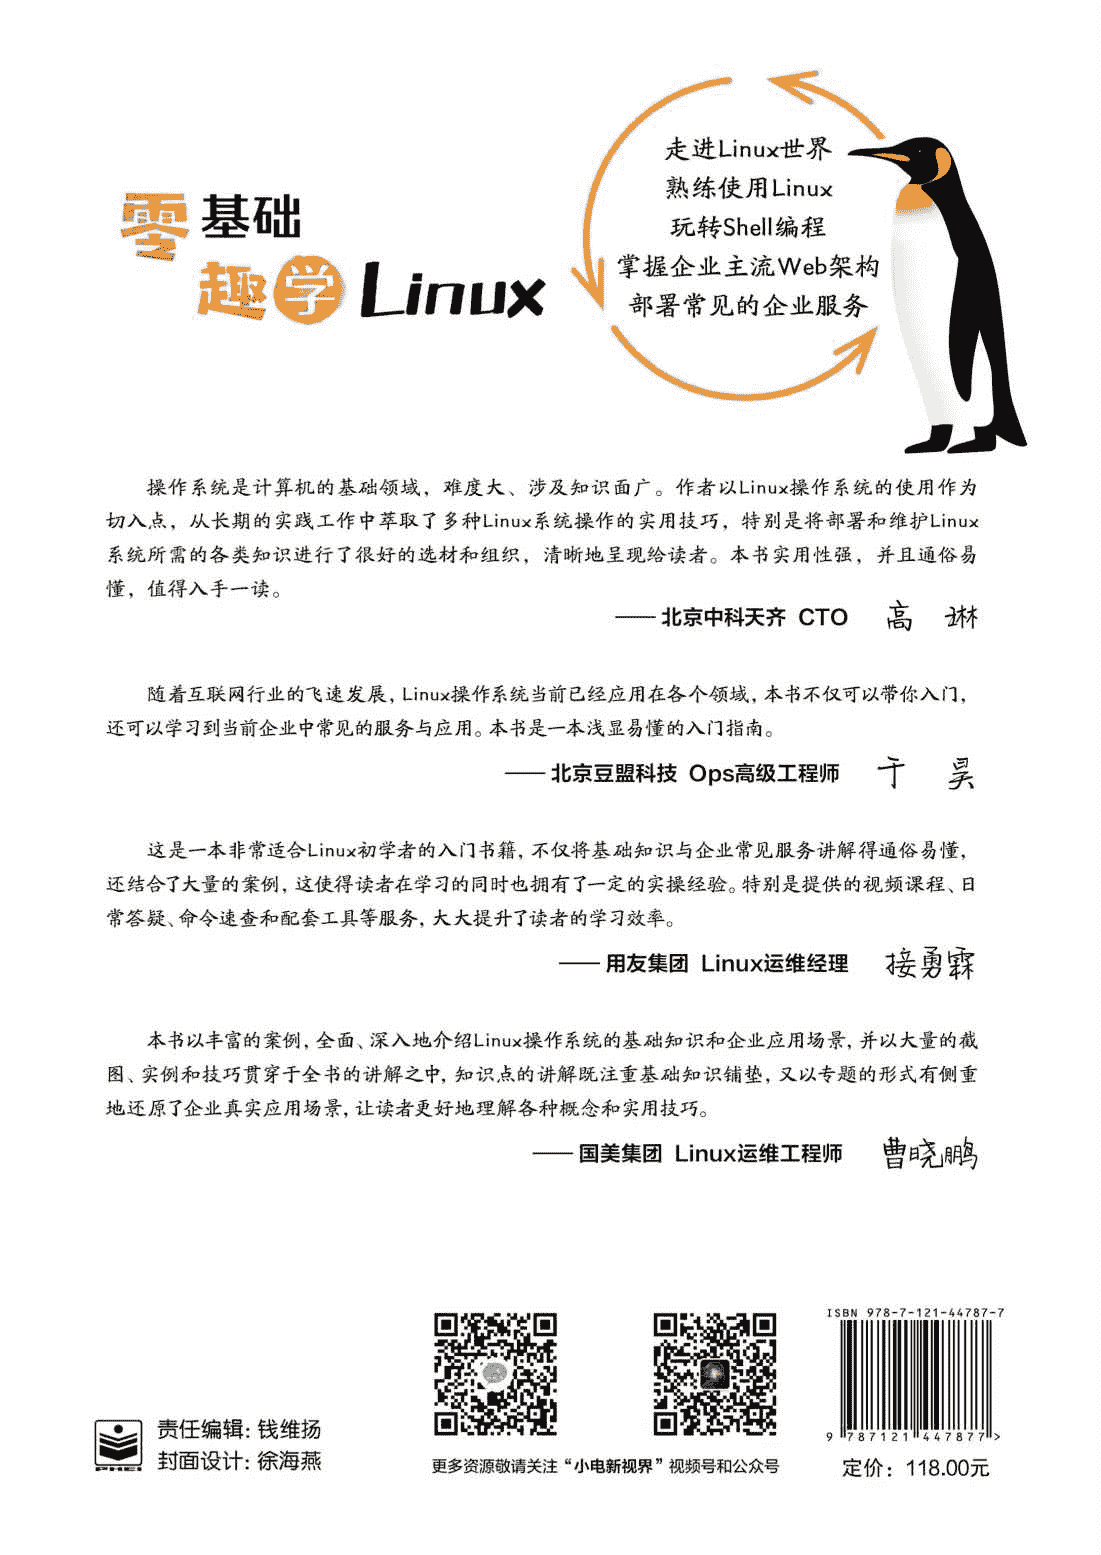 零基础
趣学Linux
走进Linux世界
熟练使用Linux
玩转Shell编程
掌握企业主流Web架构
部署常见的企业服务
操作系统是计算机的基础领域，难度大、涉及知识面广。作者以Linux操作系统的使用作为
切入点，从长期的实践工作中萃取了多种Linux系统操作的实用技巧，特别是将部署和维护Linux
系统所需的各类知识进行了很好的选材和组织，清晰地呈现给读者。本书实用性强，并且通俗易
懂，值得入手一读。
——北京中科天齐 CTO 高 琳
随着互联网行业的飞速发展，Linux操作系统当前已经应用在各个领域，本书不仅可以带你入门，
还可以学习到当前企业中常见的服务与应用。本书是一本浅显易懂的入门指南。
——北京豆盟科技 Ops高级工程师 于 昊
这是一本非常适合Linux初学者的入门书籍，不仅将基础知识与企业常见服务讲解得通俗易懂，
还结合了大量的案例，这使得读者在学习的同时也拥有了一定的实操经验。特别是提供的视频课程、日
常答疑、命令速查和配套工具等服务，大大提升了读者的学习效率。
——用友集团 Linux运维经理 接勇霖
本书以丰富的案例，全面、深入地介绍Linux操作系统的基础知识和企业应用场景，并以大量的截
图、实例和技巧贯穿于全书的讲解之中，知识点的讲解既注重基础知识铺垫，又以专题的形式有侧重
地还原了企业真实应用场景，让读者更好地理解各种概念和实用技巧。
——国美集团 Linux运维工程师 曹晓鹏
PHEI
责任编辑：钱维扬
封面设计：徐海燕
更多资源敬请关注“小电新视界”视频号和公众号
ISBN 978-7-121-44787-7
9 787121 447877 >
定价：118.00元